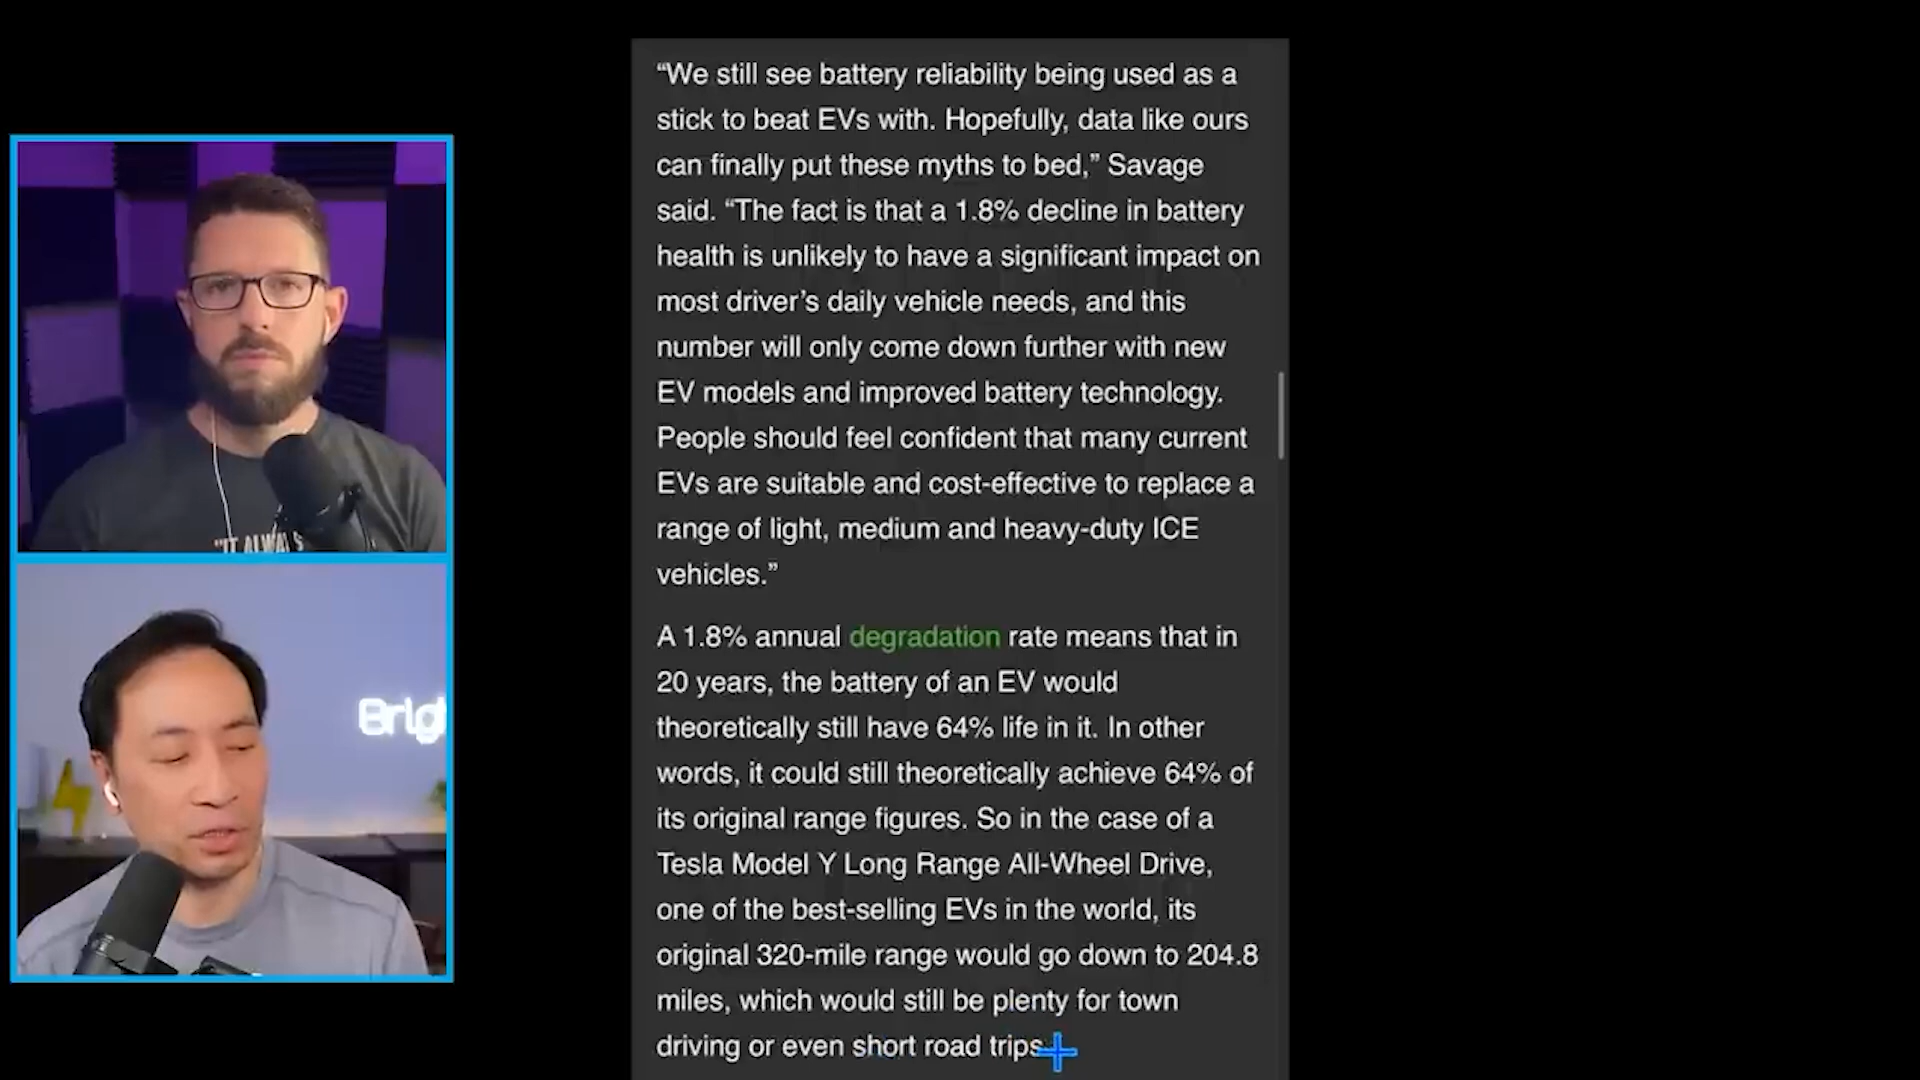 “We still see battery reliability being used as a
stick to beat EVs with. Hopefully, data like ours
can finally put these myths to bed,” Savage
said. “The fact is that a 1.8% decline in battery
health is unlikely to have a significant impact on
most driver’s daily vehicle needs, and this
number will only come down further with new
EV models and improved battery technology.
People should feel confident that many current
EVs are suitable and cost-effective to replace a
range of light, medium and heavy-duty ICE
vehicles.”
A 1.8% annual degradation rate means that in
20 years, the battery of an EV would
theoretically still have 64% life in it. In other
words, it could still theoretically achieve 64% of
its original range figures. So in the case of a
Tesla Model Y Long Range All-Wheel Drive,
one of the best-selling EVs in the world, its
original 320-mile range would go down to 204.8
miles, which would still be plenty for town
driving or even short road trips
"IT ALWAYS
Brigh